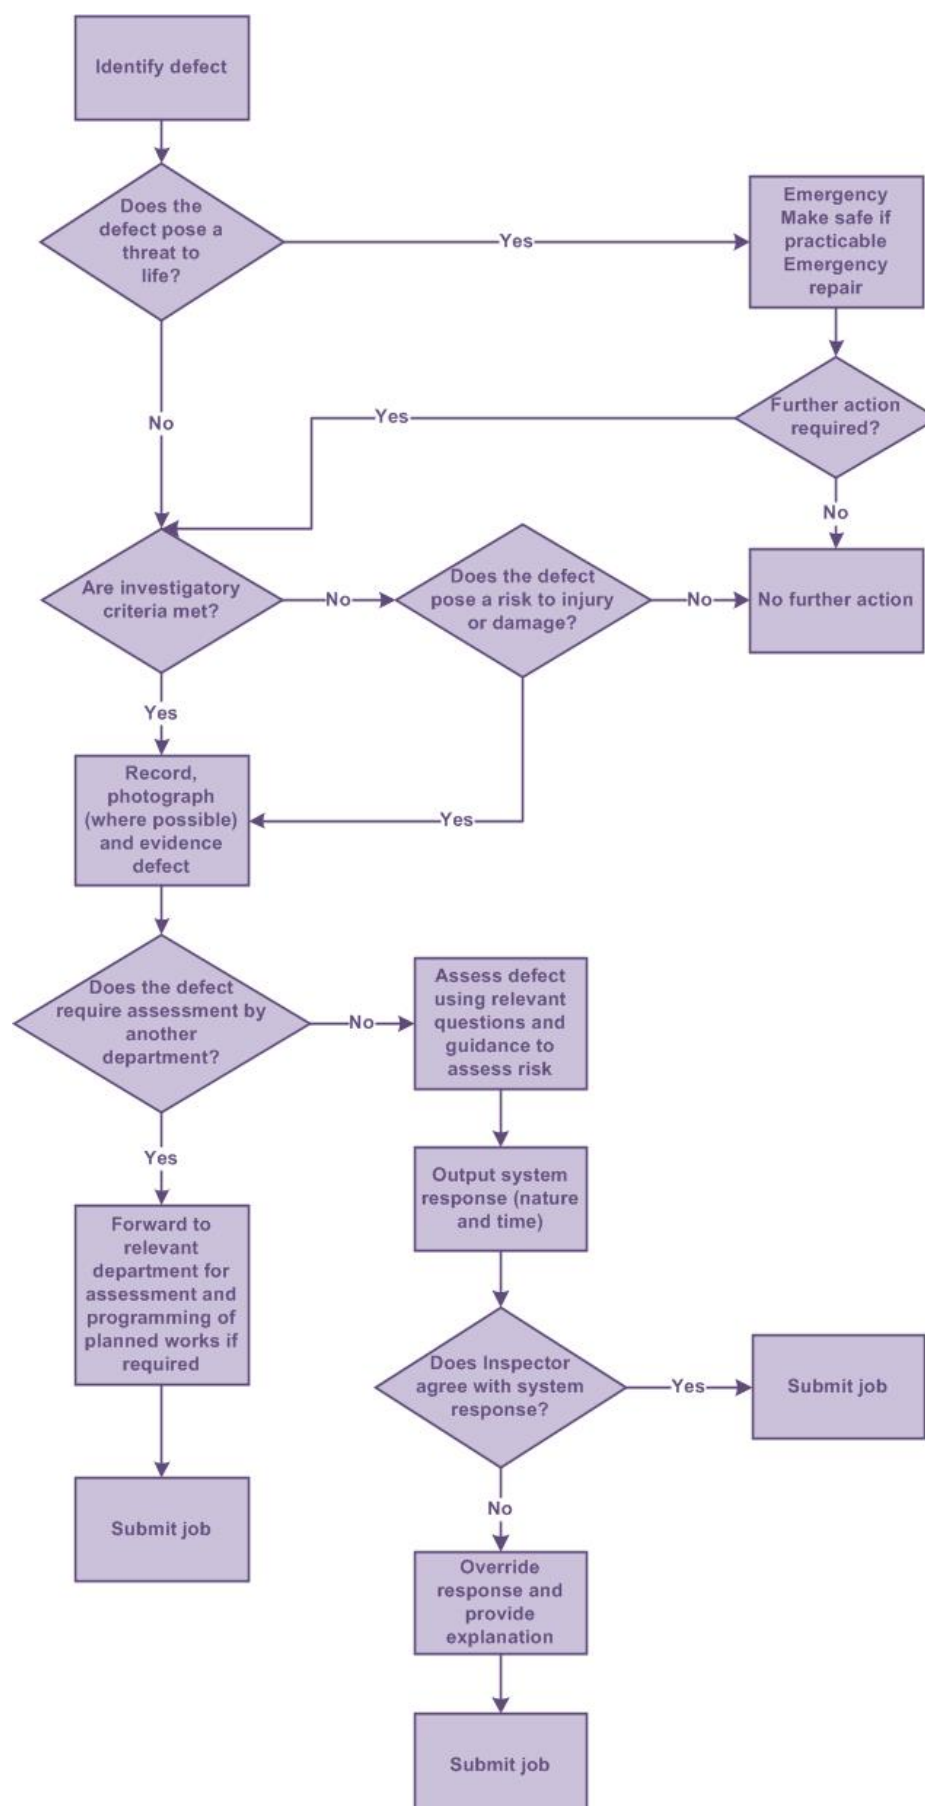 Identify defect
Does the
defect pose a
threat to
life?
Yes
Emergency
Make safe if
practicable
Emergency
repair
No
Yes
Further action
required?
No
Are investigatory
criteria met?
No
Does the defect
pose a risk to injury
or damage?
No
No further action
Yes
Record,
photograph
(where possible)
and evidence
defect
Yes
Does the defect
require assessment by
another
department?
No
Assess defect
using relevant
questions and
guidance to
assess risk
Yes
Output system
response (nature
and time)
Forward to
relevant
department for
assessment and
programming of
planned works if
required
Does Inspector
agree with system
response?
Yes
Submit job
Submit job
No
Override
response and
provide
explanation
Submit job